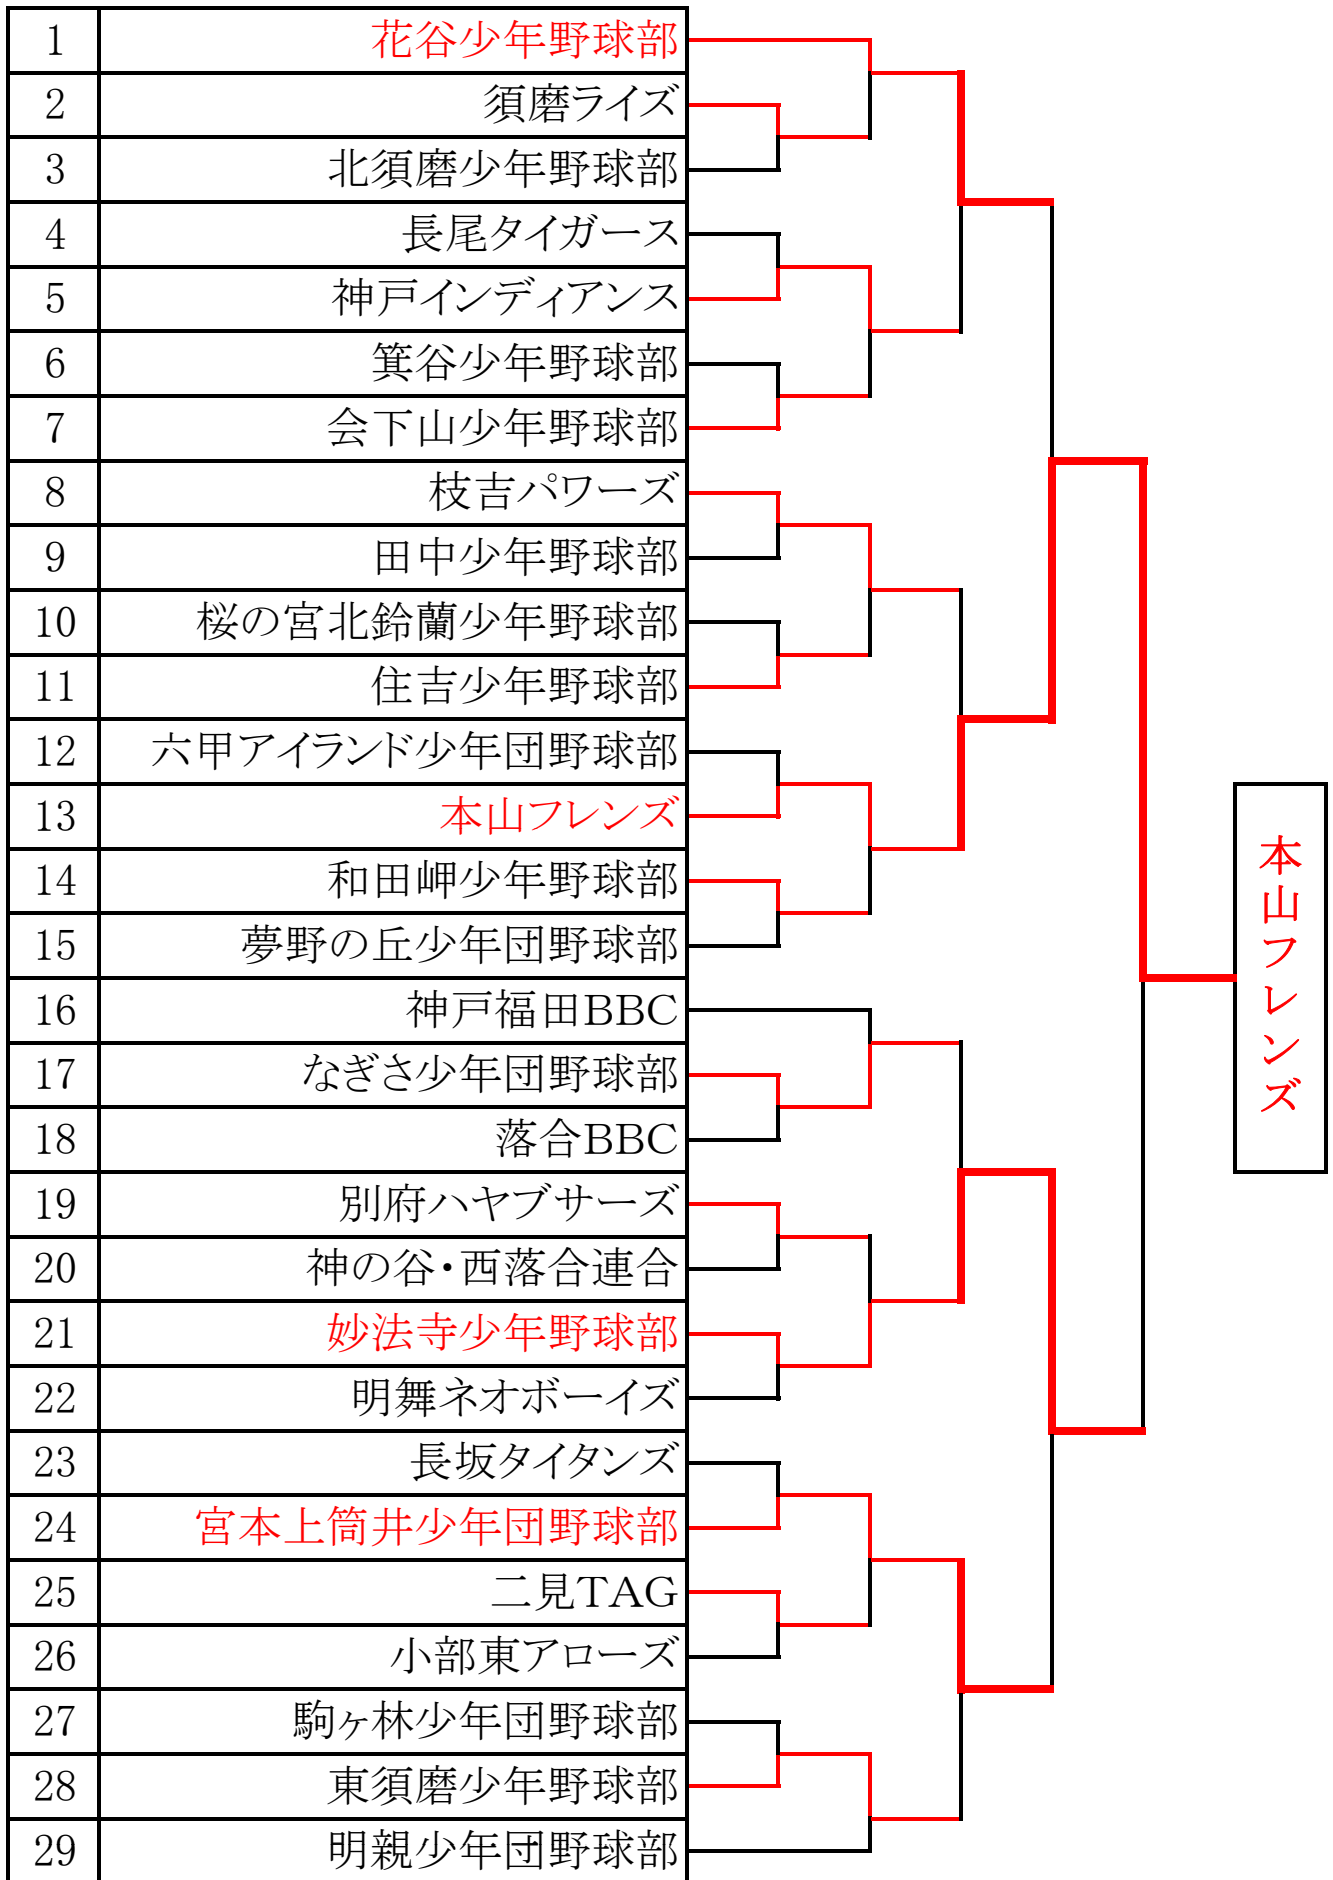 1 花谷少年野球部
2 須磨ライズ
3 北須磨少年野球部
4 長尾タイガース
5 神戸インディアンス
6 箕谷少年野球部
7 会下山少年野球部
8 枝吉パワーズ
9 田中少年野球部
10 桜の宮北鈴蘭少年野球部
11 住吉少年野球部
12 六甲アイランド少年団野球部
13 本山フレンズ
14 和田岬少年野球部
15 夢野の丘少年団野球部
16 神戸福田BBC
17 なぎさ少年団野球部
18 落合BBC
19 別府ハヤブサーズ
20 神の谷・西落合連合
21 妙法寺少年野球部
22 明舞ネオボーイズ
23 長坂タイタンズ
24 宮本上筒井少年団野球部
25 二見TAG
26 小部東アローズ
27 駒ヶ林少年団野球部
28 東須磨少年野球部
29 明親少年団野球部
本山フレンズ